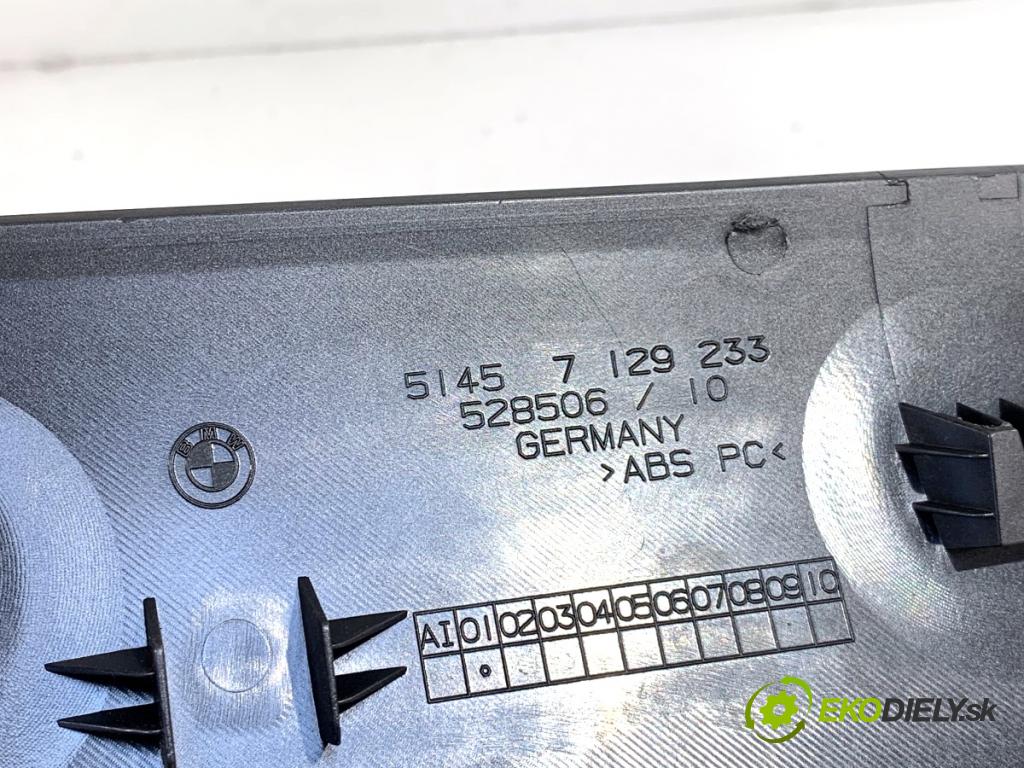 5145 7 129 233
528506 / 10
GERMANY
>ABS PC<
BMW
AI 01 02 03 04 05 06 07 08 09 10
EKODIELY.sk